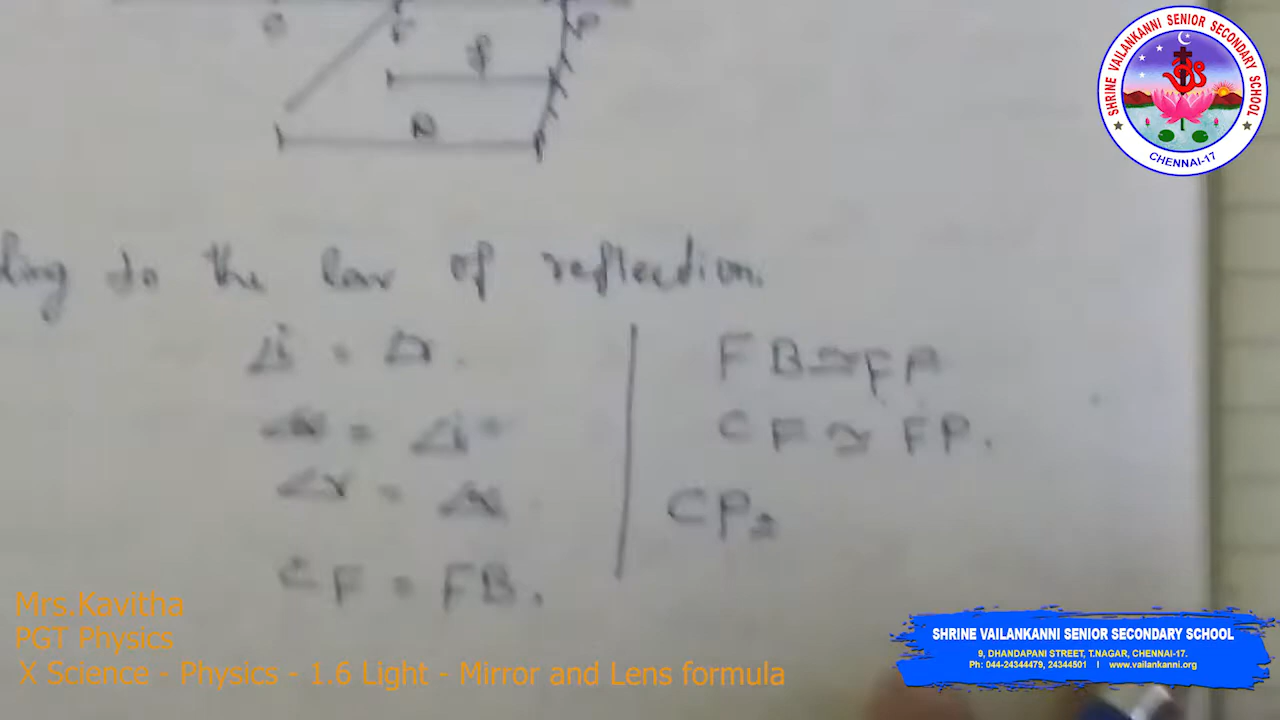 C F P
f
R
ding to the law of reflection.
∠i = ∠r.
∠α = ∠i
∠r = ∠α
CF = FB.
FB ≅ FP
CF ≅ FP.
CP =
SHRINE VAILANKANNI SENIOR SECONDARY SCHOOL
CHENNAI-17
Mrs.Kavitha
PGT Physics
X Science - Physics - 1.6 Light - Mirror and Lens formula
SHRINE VAILANKANNI SENIOR SECONDARY SCHOOL
9, DHANDAPANI STREET, T.NAGAR, CHENNAI-17.
Ph: 044-24344479, 24344501 I www.vailankanni.org